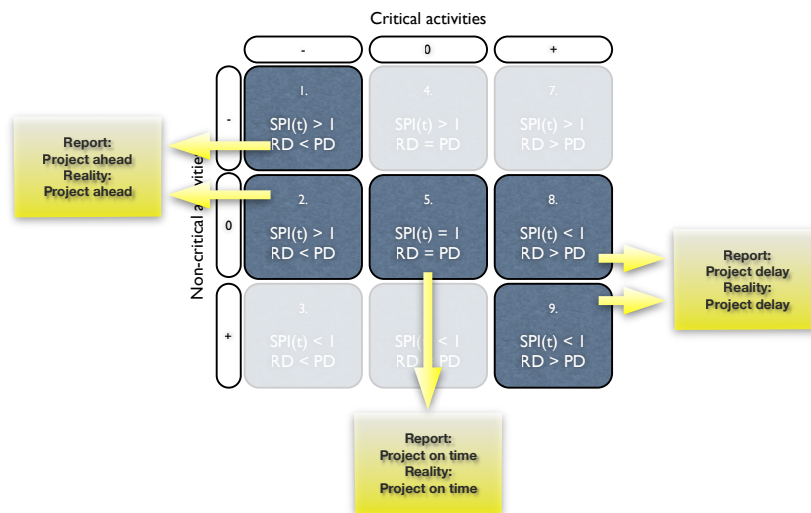 Critical activities
-
0
+
Non-critical activities
-
0
+
1.
SPI(t) > 1
RD < PD
4.
SPI(t) > 1
RD = PD
7.
SPI(t) > 1
RD > PD
2.
SPI(t) > 1
RD < PD
5.
SPI(t) = 1
RD = PD
8.
SPI(t) < 1
RD > PD
3.
SPI(t) < 1
RD < PD
SPI(t) < 1
RD = PD
9.
SPI(t) < 1
RD > PD
Report:
Project ahead
Reality:
Project ahead
Report:
Project delay
Reality:
Project delay
Report:
Project on time
Reality:
Project on time